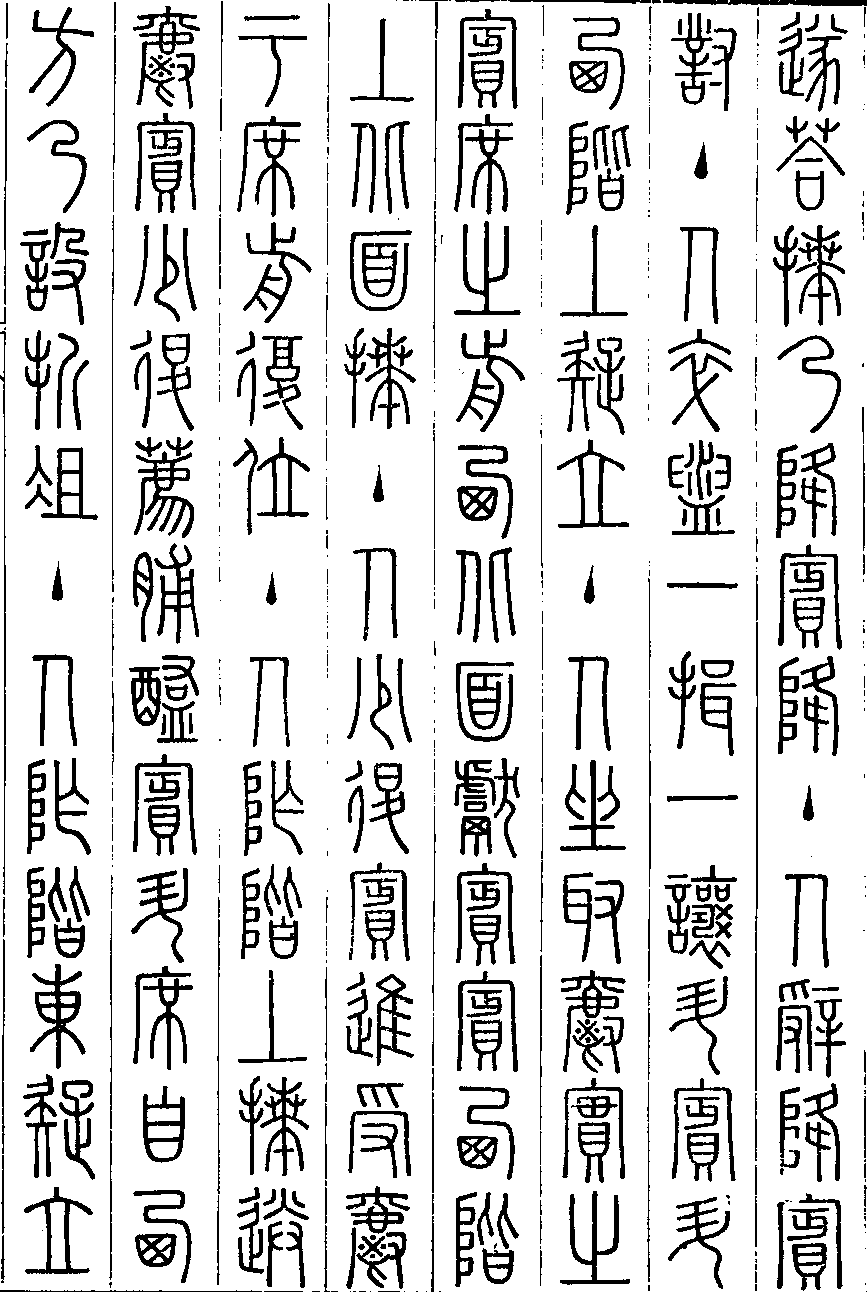 遂荅拜乃降賓降主人辭降賓
對主人卒盥一揖一讓升賓升
西階上疑立主人坐取爵實之
賓席之前西北面獻賓賓西階
上北面拜主人少退賓進受爵
于席前復位主人阼階上拜送
爵賓少退薦脯醢賓升席自西
方乃設折俎主人阼階東疑立